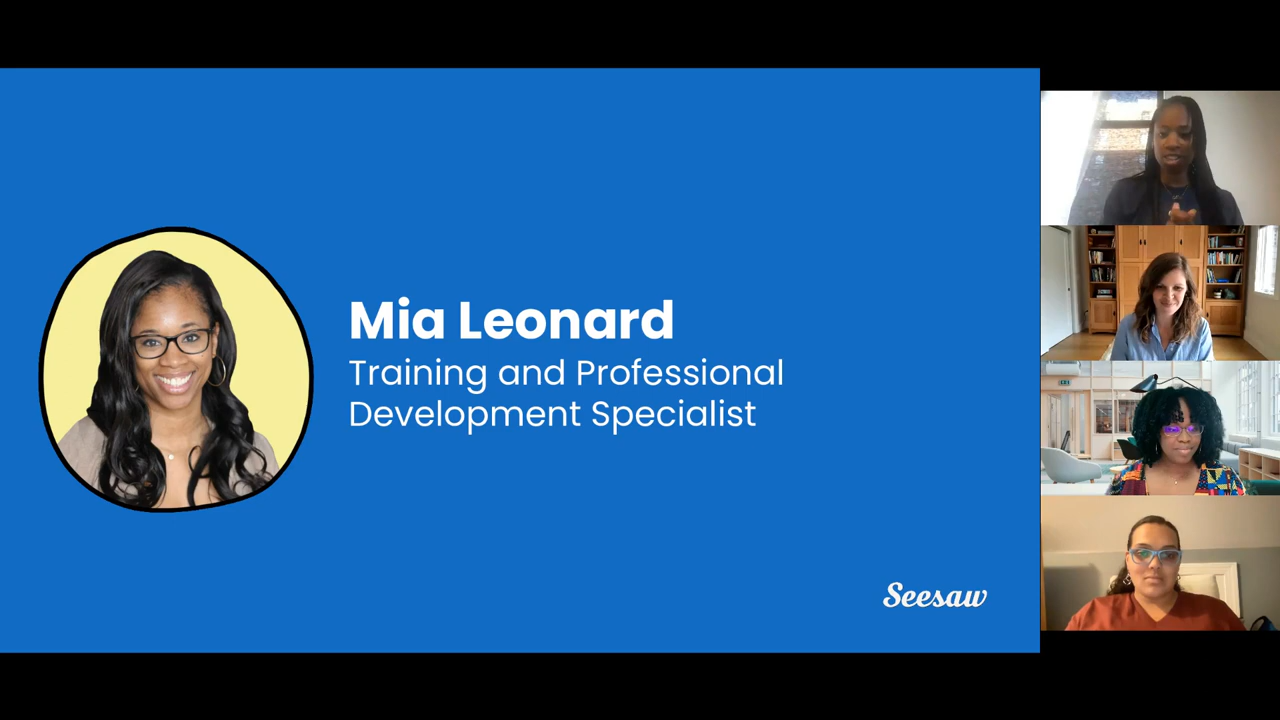 Mia Leonard
Training and Professional
Development Specialist
Seesaw